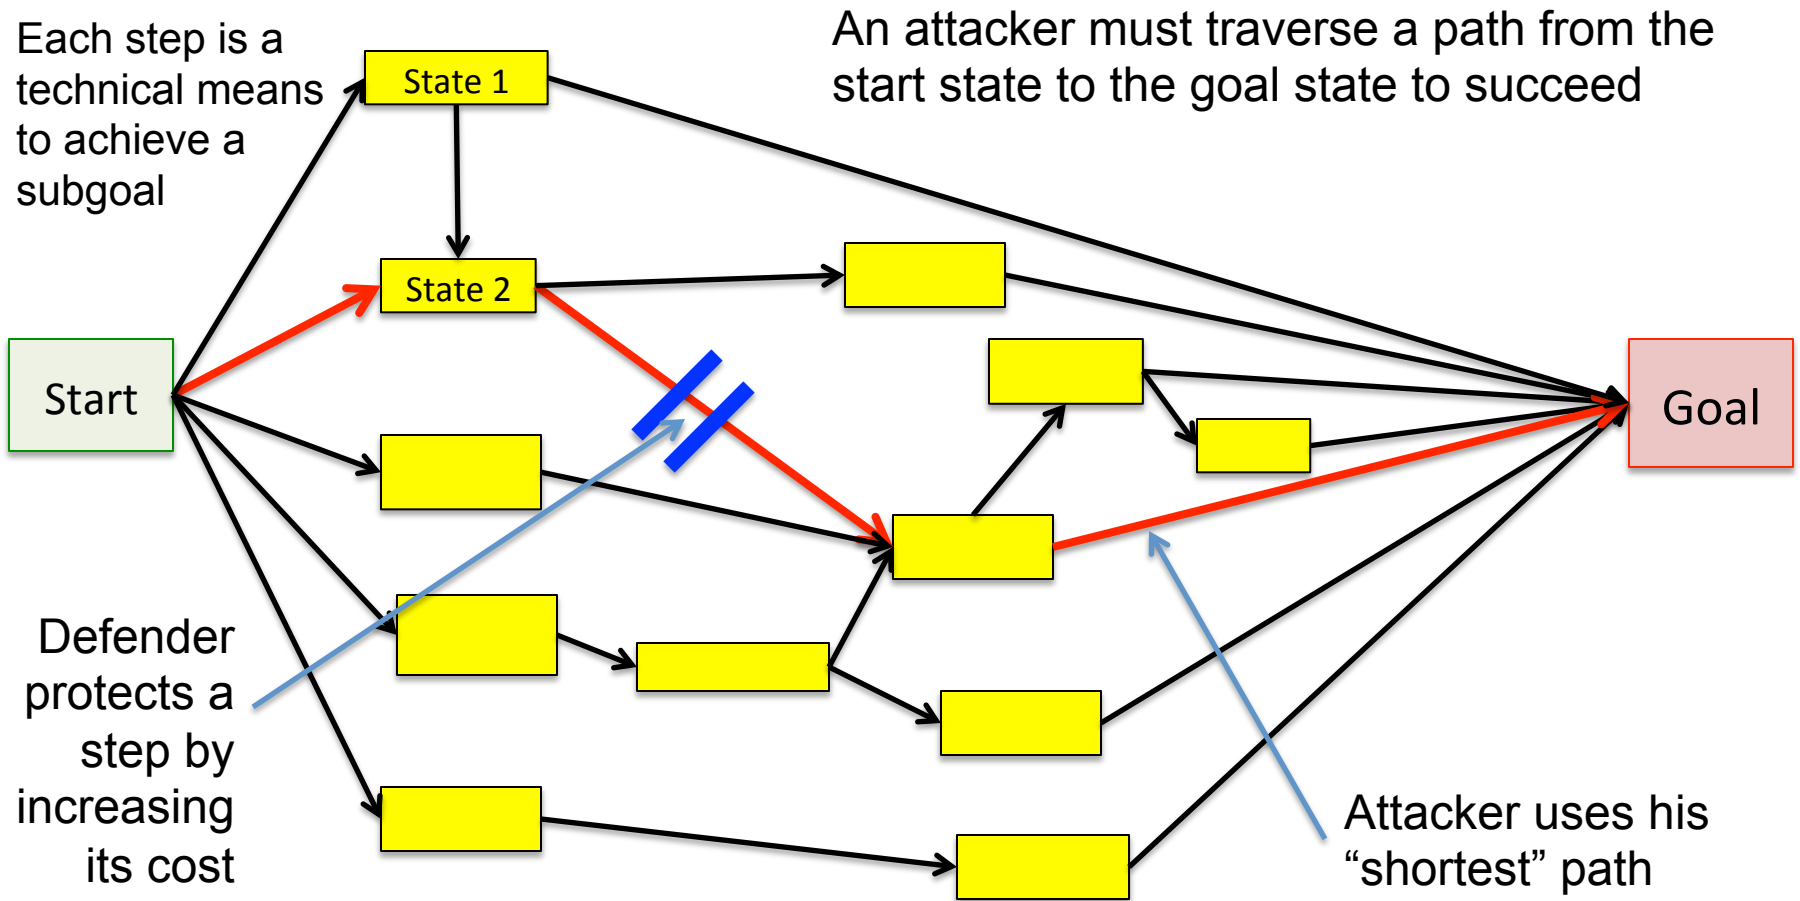 Each step is a
technical means
to achieve a
subgoal
An attacker must traverse a path from the
start state to the goal state to succeed
State 1
State 2
Start
Goal
Defender
protects a
step by
increasing
its cost
Attacker uses his
“shortest” path